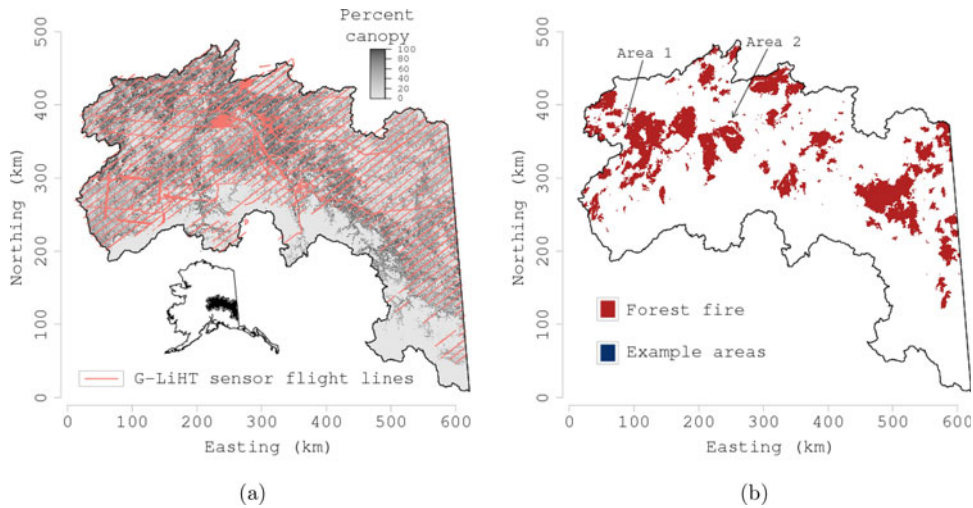 Percent
canopy
100
80
60
40
20
0
500
400
300
200
100
0
Northing (km)
G-LiHT sensor flight lines
0 100 200 300 400 500 600
Easting (km)
(a)
Area 1
Area 2
500
400
300
200
100
0
Northing (km)
Forest fire
Example areas
0 100 200 300 400 500 600
Easting (km)
(b)